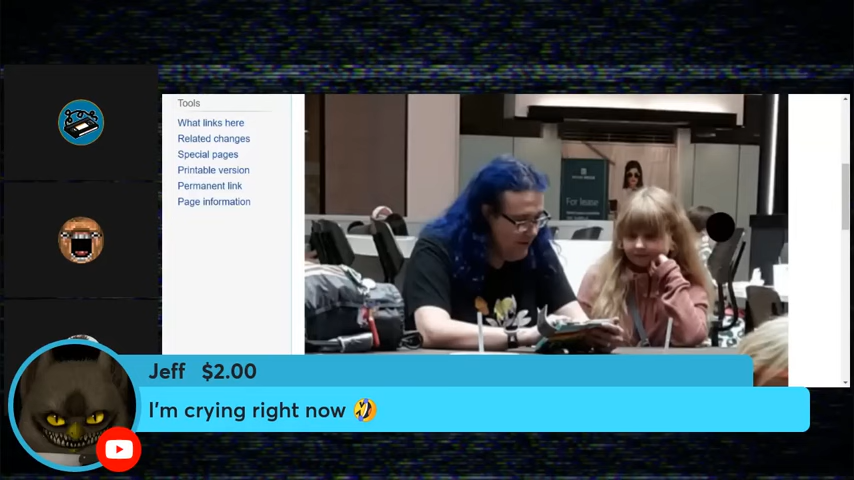 Tools
What links here
Related changes
Special pages
Printable version
Permanent link
Page information
For lease
Jeff $2.00
I'm crying right now 🤣